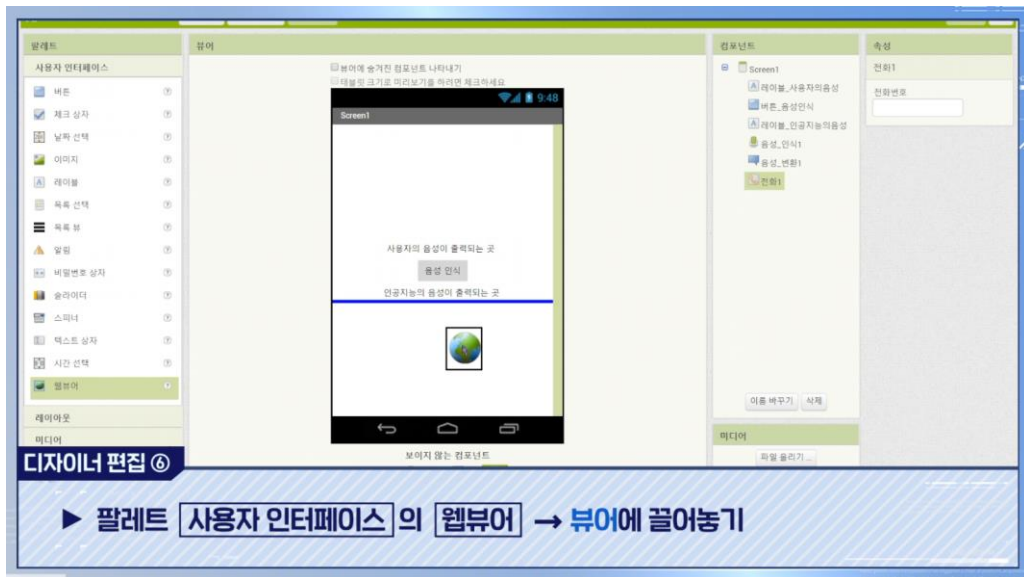 팔레트
사용자 인터페이스
버튼
체크 상자
날짜 선택
이미지
레이블
목록 선택
목록 뷰
알림
비밀번호 상자
슬라이더
스피너
텍스트 상자
시간 선택
웹뷰어
레이아웃
미디어
뷰어
뷰어에 숨겨진 컴포넌트 나타내기
태블릿 크기로 미리보기를 하려면 체크하세요
9:48
Screen1
사용자의 음성이 출력되는 곳
음성 인식
인공지능의 음성이 출력되는 곳
보이지 않는 컴포넌트
컴포넌트
Screen1
레이블_사용자의음성
버튼_음성인식
레이블_인공지능의음성
음성_인식1
음성_변환1
전화1
이름 바꾸기 삭제
미디어
파일 올리기...
속성
전화1
전화번호
디자이너 편집 ⑥
▶ 팔레트 사용자 인터페이스 의 웹뷰어 → 뷰어에 끌어놓기